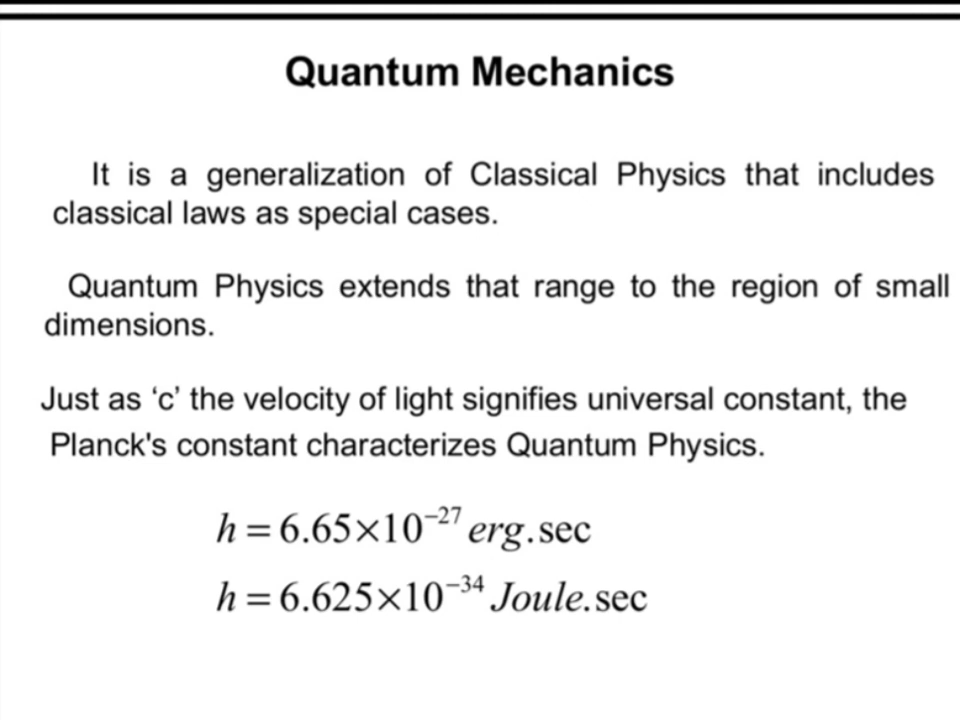 Quantum Mechanics
It is a generalization of Classical Physics that includes
classical laws as special cases.
Quantum Physics extends that range to the region of small
dimensions.
Just as ‘c’ the velocity of light signifies universal constant, the
Planck's constant characterizes Quantum Physics.
h = 6.65×10⁻²⁷ erg.sec
h = 6.625×10⁻³⁴ Joule.sec